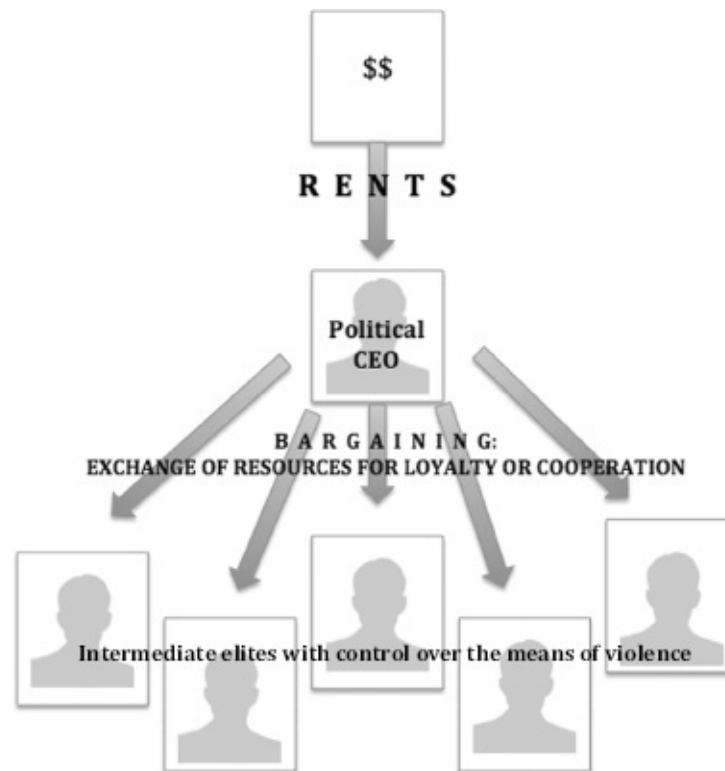 $$
R E N T S
Political
CEO
B A R G A I N I N G:
EXCHANGE OF RESOURCES FOR LOYALTY OR COOPERATION
Intermediate elites with control over the means of violence